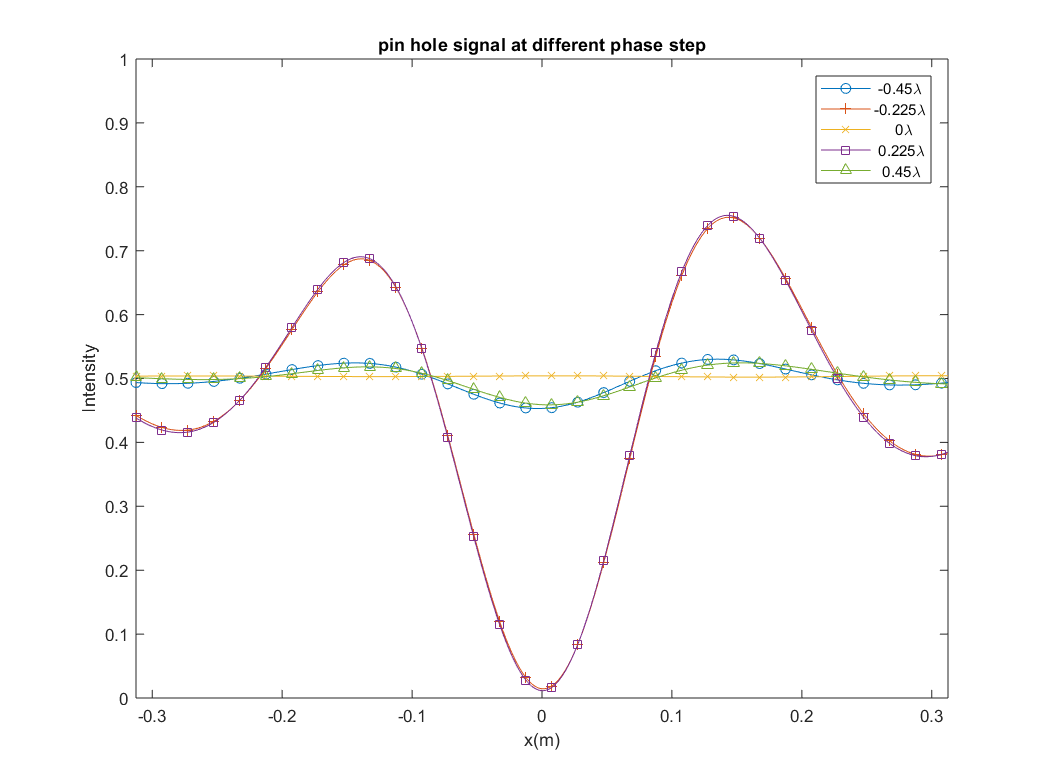 pin hole signal at different phase step
1
0.9
0.8
0.7
0.6
0.5
0.4
0.3
0.2
0.1
0
Intensity
-0.45λ
-0.225λ
0λ
0.225λ
0.45λ
-0.3
-0.2
-0.1
0
0.1
0.2
0.3
x(m)